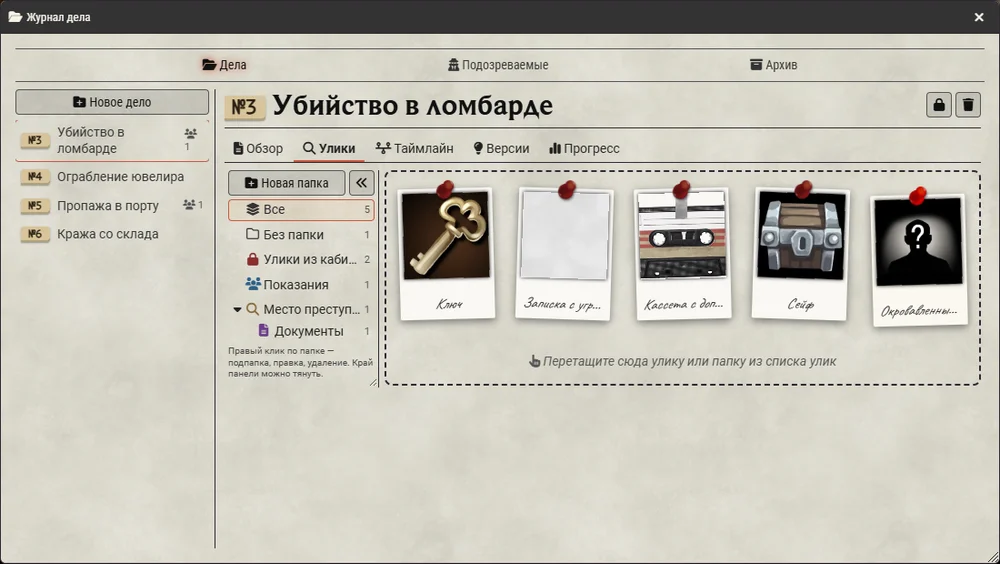 Журнал дела
Дела
Подозреваемые
Архив
Новое дело
№3 Убийство в ломбарде
№3
Убийство в
ломбарде
1
№4 Ограбление ювелира
№5 Пропажа в порту 1
№6 Кража со склада
Обзор
Улики
Таймлайн
Версии
Прогресс
Новая папка
Все 5
Без папки 1
Улики из каби... 2
Показания 1
Место преступ... 1
Документы 1
Правый клик по папке —
подпапка, правка, удаление. Край
панели можно тянуть.
Ключ
Записка с угр...
Кассета с доп...
Сейф
Окровавленны...
Перетащите сюда улику или папку из списка улик